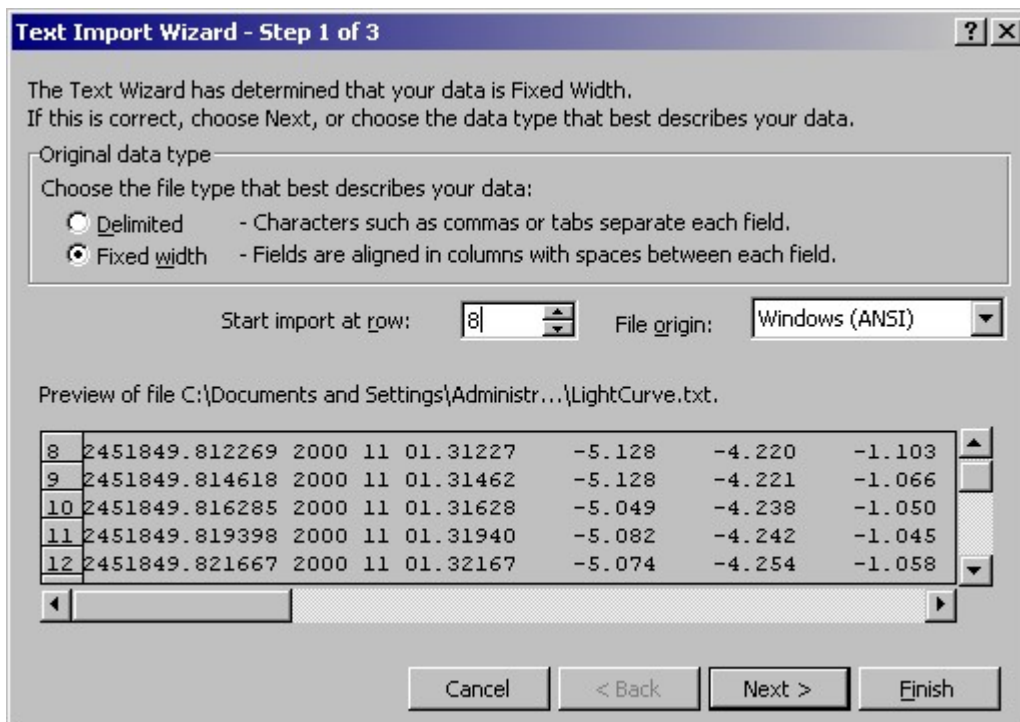 Text Import Wizard - Step 1 of 3
The Text Wizard has determined that your data is Fixed Width.
If this is correct, choose Next, or choose the data type that best describes your data.
Original data type
Choose the file type that best describes your data:
Delimited - Characters such as commas or tabs separate each field.
Fixed width - Fields are aligned in columns with spaces between each field.
Start import at row: 8 File origin: Windows (ANSI)
Preview of file C:\Documents and Settings\Administr...\LightCurve.txt.
8 2451849.812269 2000 11 01.31227 -5.128 -4.220 -1.103
9 2451849.814618 2000 11 01.31462 -5.128 -4.221 -1.066
10 2451849.816285 2000 11 01.31628 -5.049 -4.238 -1.050
11 2451849.819398 2000 11 01.31940 -5.082 -4.242 -1.045
12 2451849.821667 2000 11 01.32167 -5.074 -4.254 -1.058
Cancel < Back Next > Finish